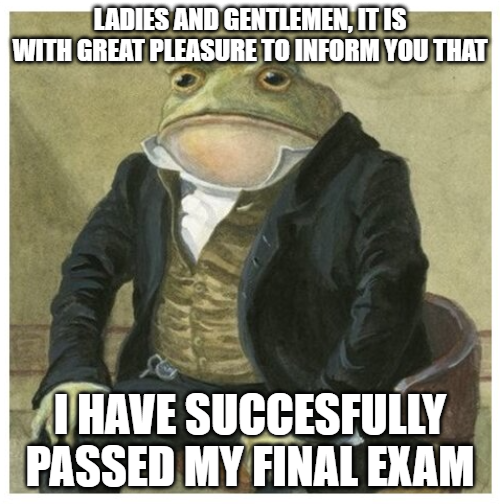 LADIES AND GENTLEMEN, IT IS
WITH GREAT PLEASURE TO INFORM YOU THAT
I HAVE SUCCESFULLY
PASSED MY FINAL EXAM